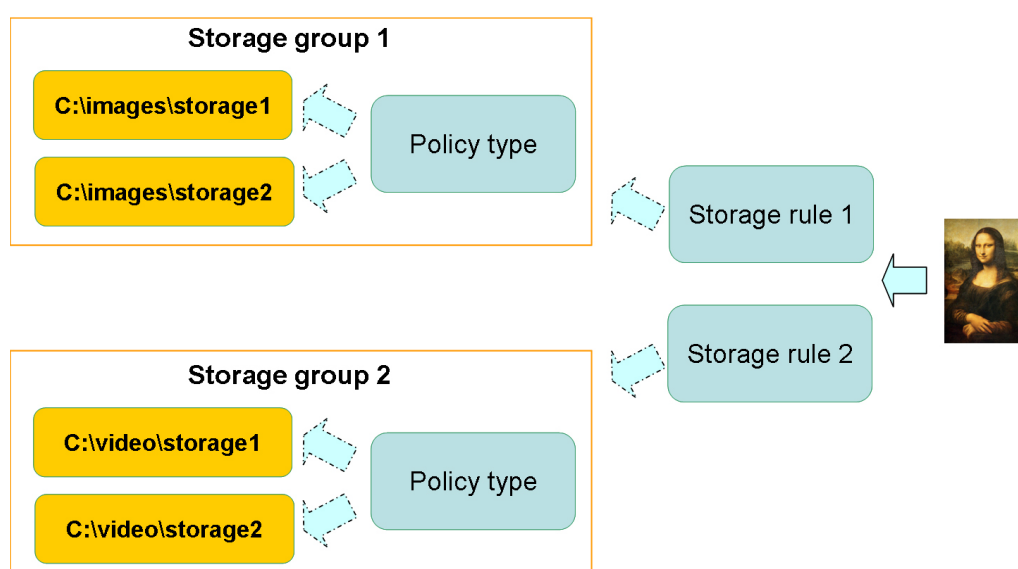 Storage group 1
C:\images\storage1
Policy type
C:\images\storage2
Storage rule 1
Storage rule 2
Storage group 2
C:\video\storage1
Policy type
C:\video\storage2